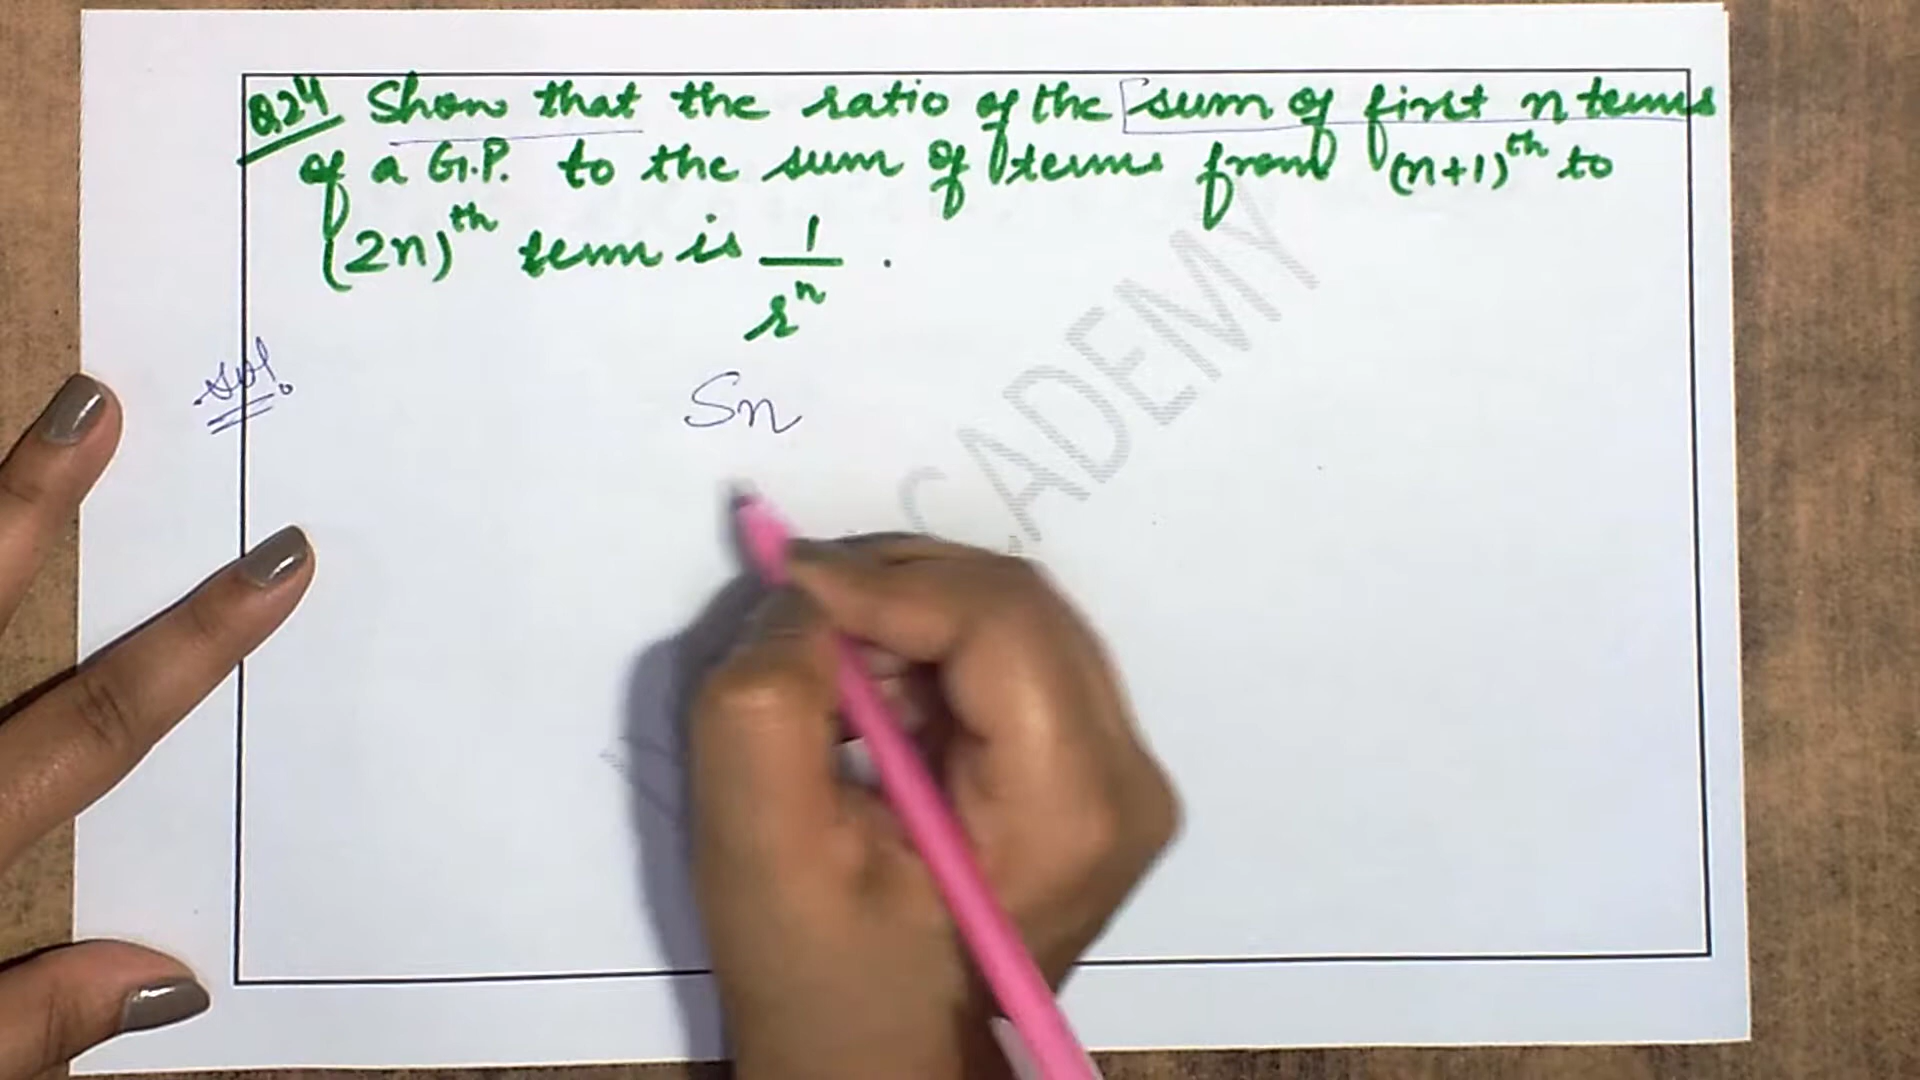 Q.24 Show that the ratio of the sum of first n terms
of a G.P. to the sum of terms from (n+1)th to
(2n)th term is 1/r^n .
Sol.
Sn
CADEMY